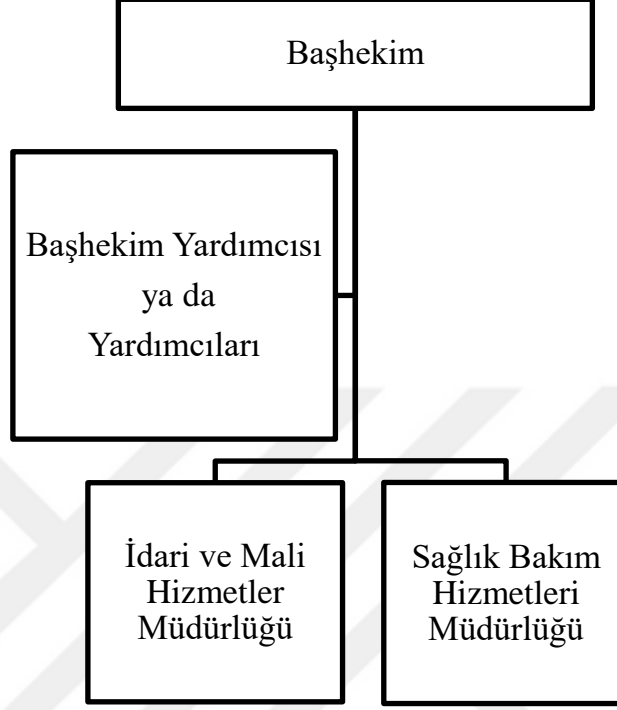 Başhekim
Başhekim Yardımcısı
ya da
Yardımcıları
İdari ve Mali
Hizmetler
Müdürlüğü
Sağlık Bakım
Hizmetleri
Müdürlüğü